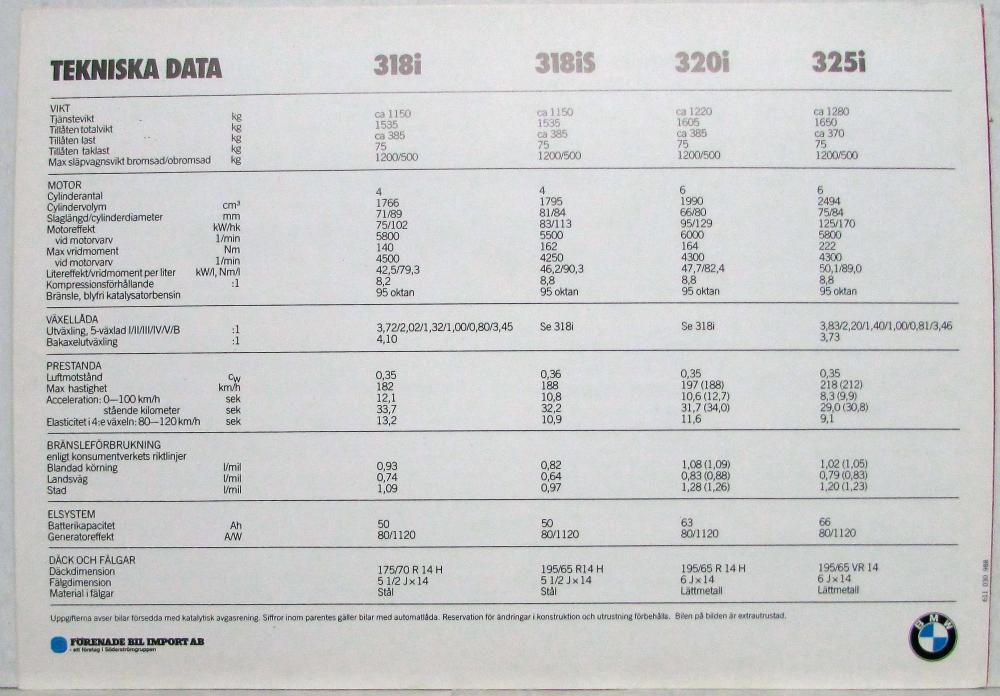 TEKNISKA DATA 318i 318iS 320i 325i
VIKT
Tjänstevikt kg ca 1150 ca 1150 ca 1220 ca 1280
Tillåten totalvikt kg 1535 1535 1605 1650
Tillåten last kg ca 385 ca 385 ca 385 ca 370
Tillåten taklast kg 75 75 75 75
Max släpvagnsvikt bromsad/obromsad kg 1200/500 1200/500 1200/500 1200/500
MOTOR
Cylinderantal 4 4 6 6
Cylindervolym cm³ 1766 1795 1990 2494
Slaglängd/cylinderdiameter mm 71/89 81/84 66/80 75/84
Motoreffekt kW/hk 75/102 83/113 95/129 125/170
vid motorvarv 1/min 5800 5500 6000 5800
Max vridmoment Nm 140 162 164 222
vid motorvarv 1/min 4500 4250 4300 4300
Litereffekt/vridmoment per liter kW/l, Nm/l 42,5/79,3 46,2/90,3 47,7/82,4 50,1/89,0
Kompressionsförhållande :1 8,2 8,8 8,8 8,8
Bränsle, blyfri katalysatorbensin 95 oktan 95 oktan 95 oktan 95 oktan
VÄXELLÅDA
Utväxling, 5-växlad I/II/III/IV/V/B :1 3,72/2,02/1,32/1,00/0,80/3,45 Se 318i Se 318i 3,83/2,20/1,40/1,00/0,81/3,46
Bakaxelutväxling :1 4,10 3,73
PRESTANDA
Luftmotstånd cw 0,35 0,36 0,35 0,35
Max hastighet km/h 182 188 197 (188) 218 (212)
Acceleration: 0—100 km/h sek 12,1 10,8 10,6 (12,7) 8,3 (9,9)
stående kilometer sek 33,7 32,2 31,7 (34,0) 29,0 (30,8)
Elasticitet i 4:e växeln: 80—120 km/h sek 13,2 10,9 11,6 9,1
BRÄNSLEFÖRBRUKNING
enligt konsumentverkets riktlinjer
Blandad körning l/mil 0,93 0,82 1,08 (1,09) 1,02 (1,05)
Landsväg l/mil 0,74 0,64 0,83 (0,88) 0,79 (0,83)
Stad l/mil 1,09 0,97 1,28 (1,26) 1,20 (1,23)
ELSYSTEM
Batterikapacitet Ah 50 50 63 66
Generatoreffekt A/W 80/1120 80/1120 80/1120 80/1120
DÄCK OCH FÄLGAR
Däckdimension 175/70 R 14 H 195/65 R14 H 195/65 R 14 H 195/65 VR 14
Fälgdimension 5 1/2 J x 14 5 1/2 J x 14 6 J x 14 6 J x 14
Material i fälgar Stål Stål Lättmetall Lättmetall
Uppgifterna avser bilar försedda med katalytisk avgasrening. Siffror inom parentes gäller bilar med automatlåda. Reservation för ändringar i konstruktion och utrustning förbehålls. Bilen på bilden är extrautrustad.
FÖRENADE BIL IMPORT AB
- ett företag i Söderströmgruppen
BMW
611 030 988